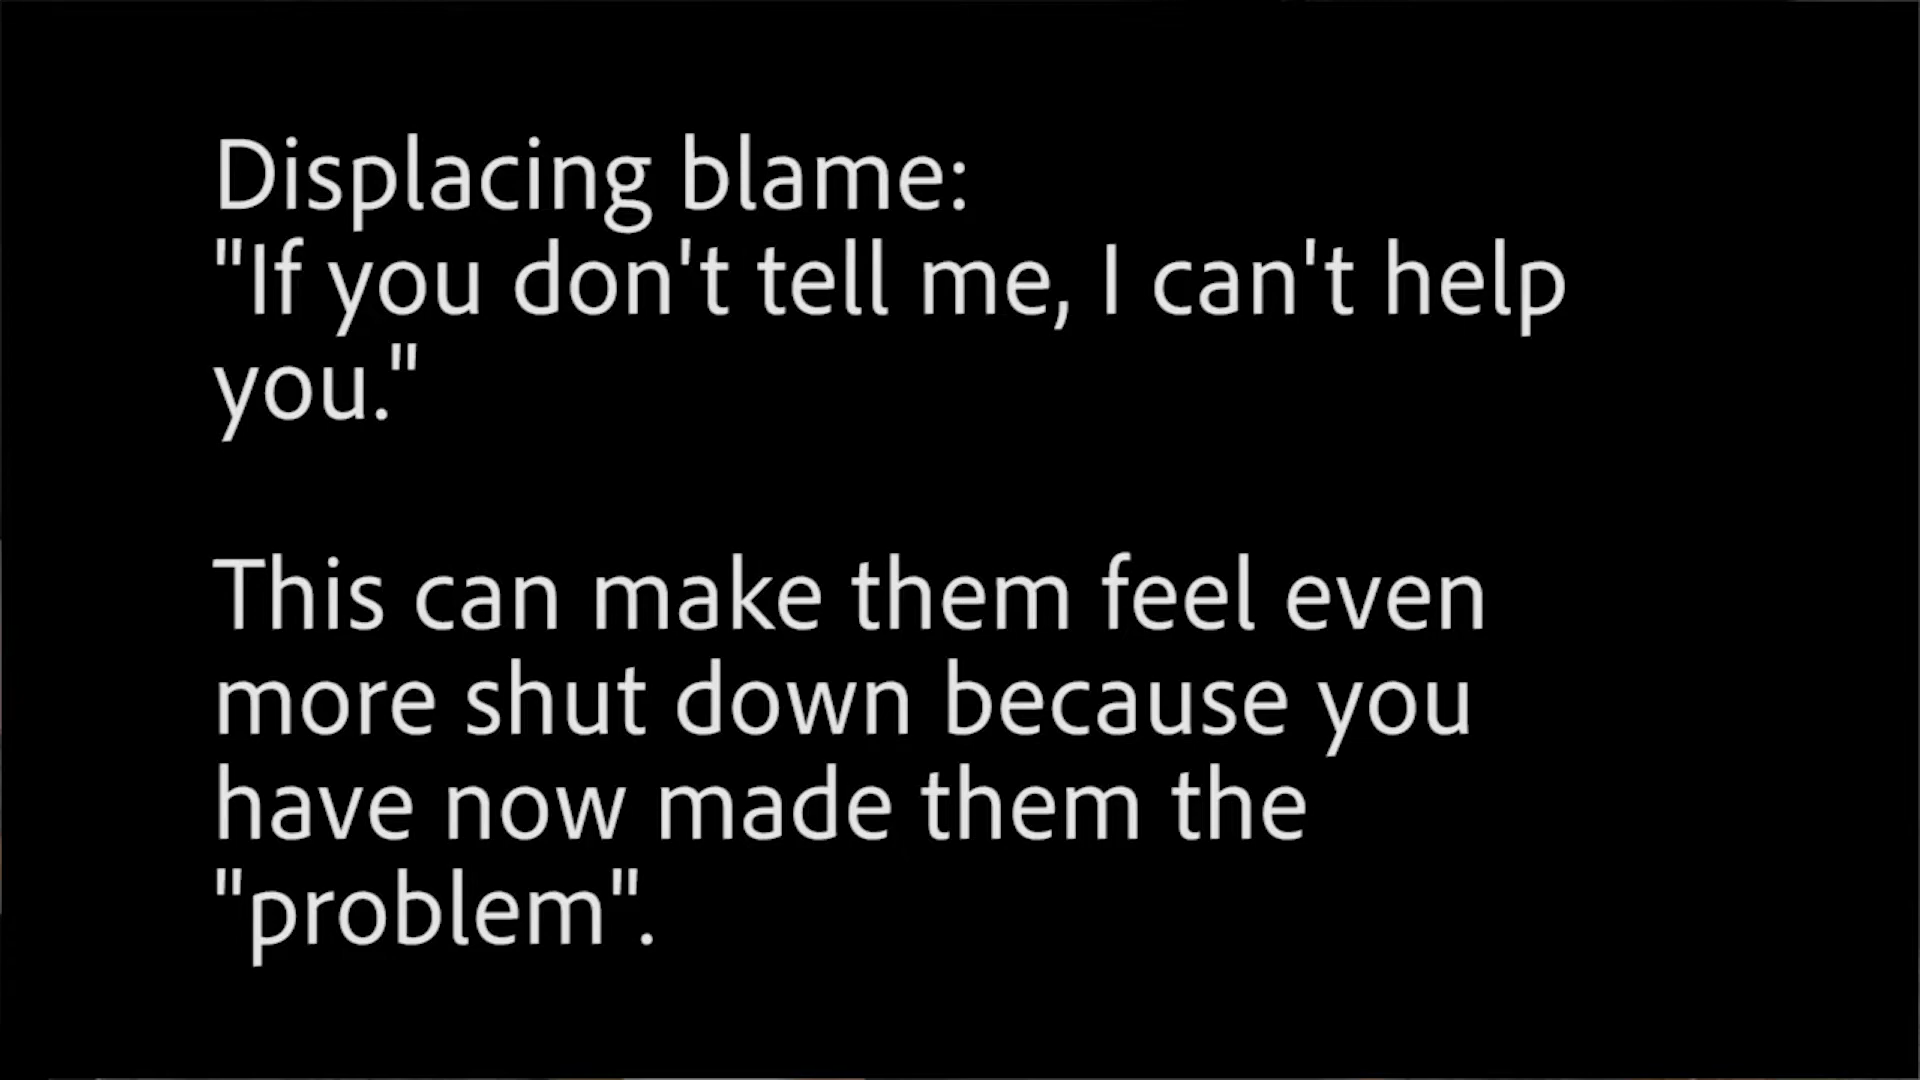 Displacing blame:
"If you don't tell me, I can't help
you."
This can make them feel even
more shut down because you
have now made them the
"problem".